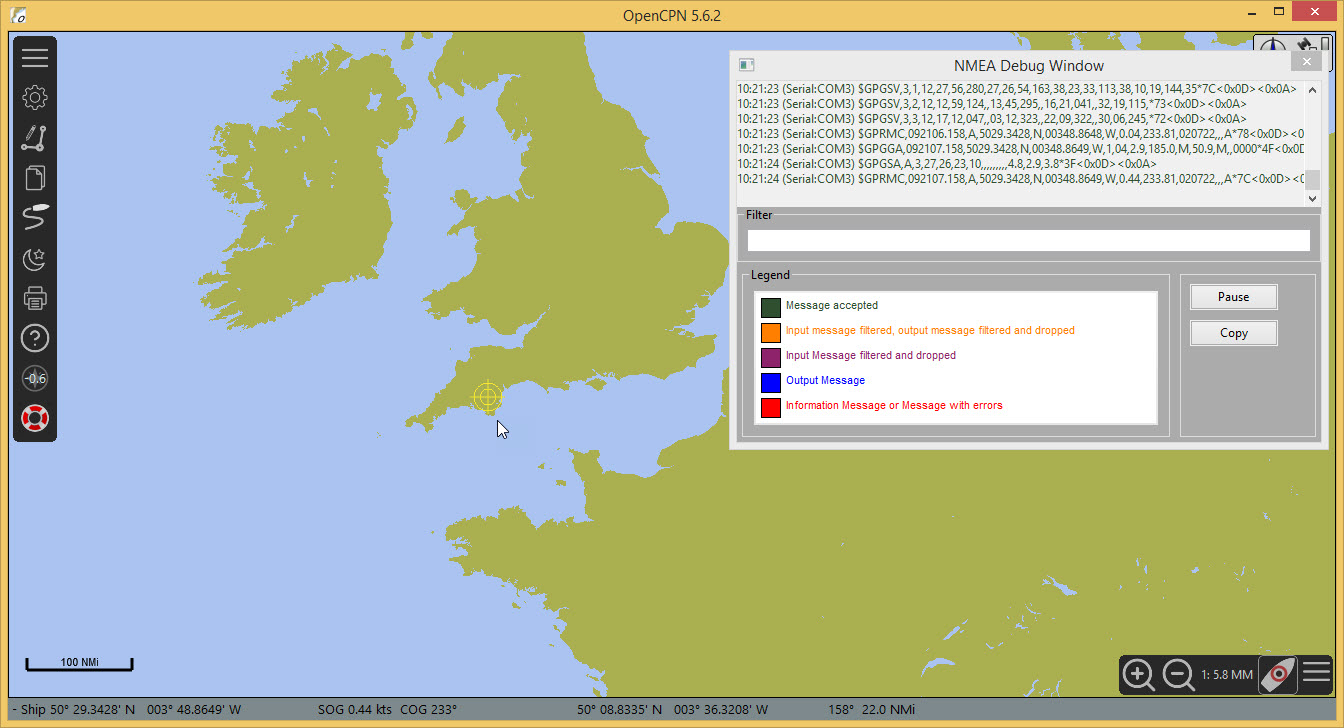 OpenCPN 5.6.2
NMEA Debug Window
10:21:23 (Serial:COM3) $GPGSV,3,1,12,27,56,280,27,26,54,163,38,23,33,113,38,10,19,144,35*7C<0x0D><0x0A>
10:21:23 (Serial:COM3) $GPGSV,3,2,12,12,59,124,,13,45,295,,16,21,041,,32,19,115,*73<0x0D><0x0A>
10:21:23 (Serial:COM3) $GPGSV,3,3,12,17,12,047,,03,12,323,,22,09,322,,30,06,245,*72<0x0D><0x0A>
10:21:23 (Serial:COM3) $GPRMC,092106.158,A,5029.3428,N,00348.8648,W,0.04,233.81,020722,,,A*78<0x0D><0
10:21:23 (Serial:COM3) $GPGGA,092107.158,5029.3428,N,00348.8649,W,1,04,2.9,185.0,M,50.9,M,,0000*4F<0x0D
10:21:24 (Serial:COM3) $GPGSA,A,3,27,26,23,10,,,,,,,,,4.8,2.9,3.8*3F<0x0D><0x0A>
10:21:24 (Serial:COM3) $GPRMC,092107.158,A,5029.3428,N,00348.8649,W,0.44,233.81,020722,,,A*7C<0x0D><0
Filter
Legend
Message accepted
Input message filtered, output message filtered and dropped
Input Message filtered and dropped
Output Message
Information Message or Message with errors
Pause
Copy
-0.6
100 NMi
1: 5.8 MM
- Ship 50° 29.3428' N 003° 48.8649' W SOG 0.44 kts COG 233° 50° 08.8335' N 003° 36.3208' W 158° 22.0 NMi